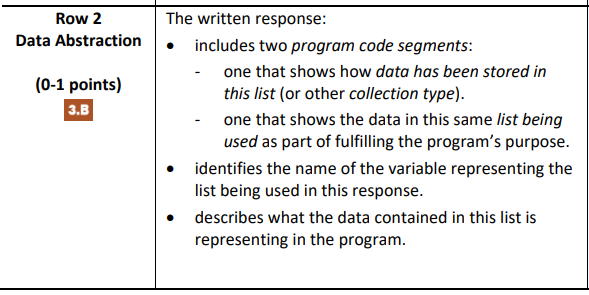 Row 2
Data Abstraction
(0-1 points)
3.B
The written response:
• includes two program code segments:
- one that shows how data has been stored in
this list (or other collection type).
- one that shows the data in this same list being
used as part of fulfilling the program’s purpose.
• identifies the name of the variable representing the
list being used in this response.
• describes what the data contained in this list is
representing in the program.